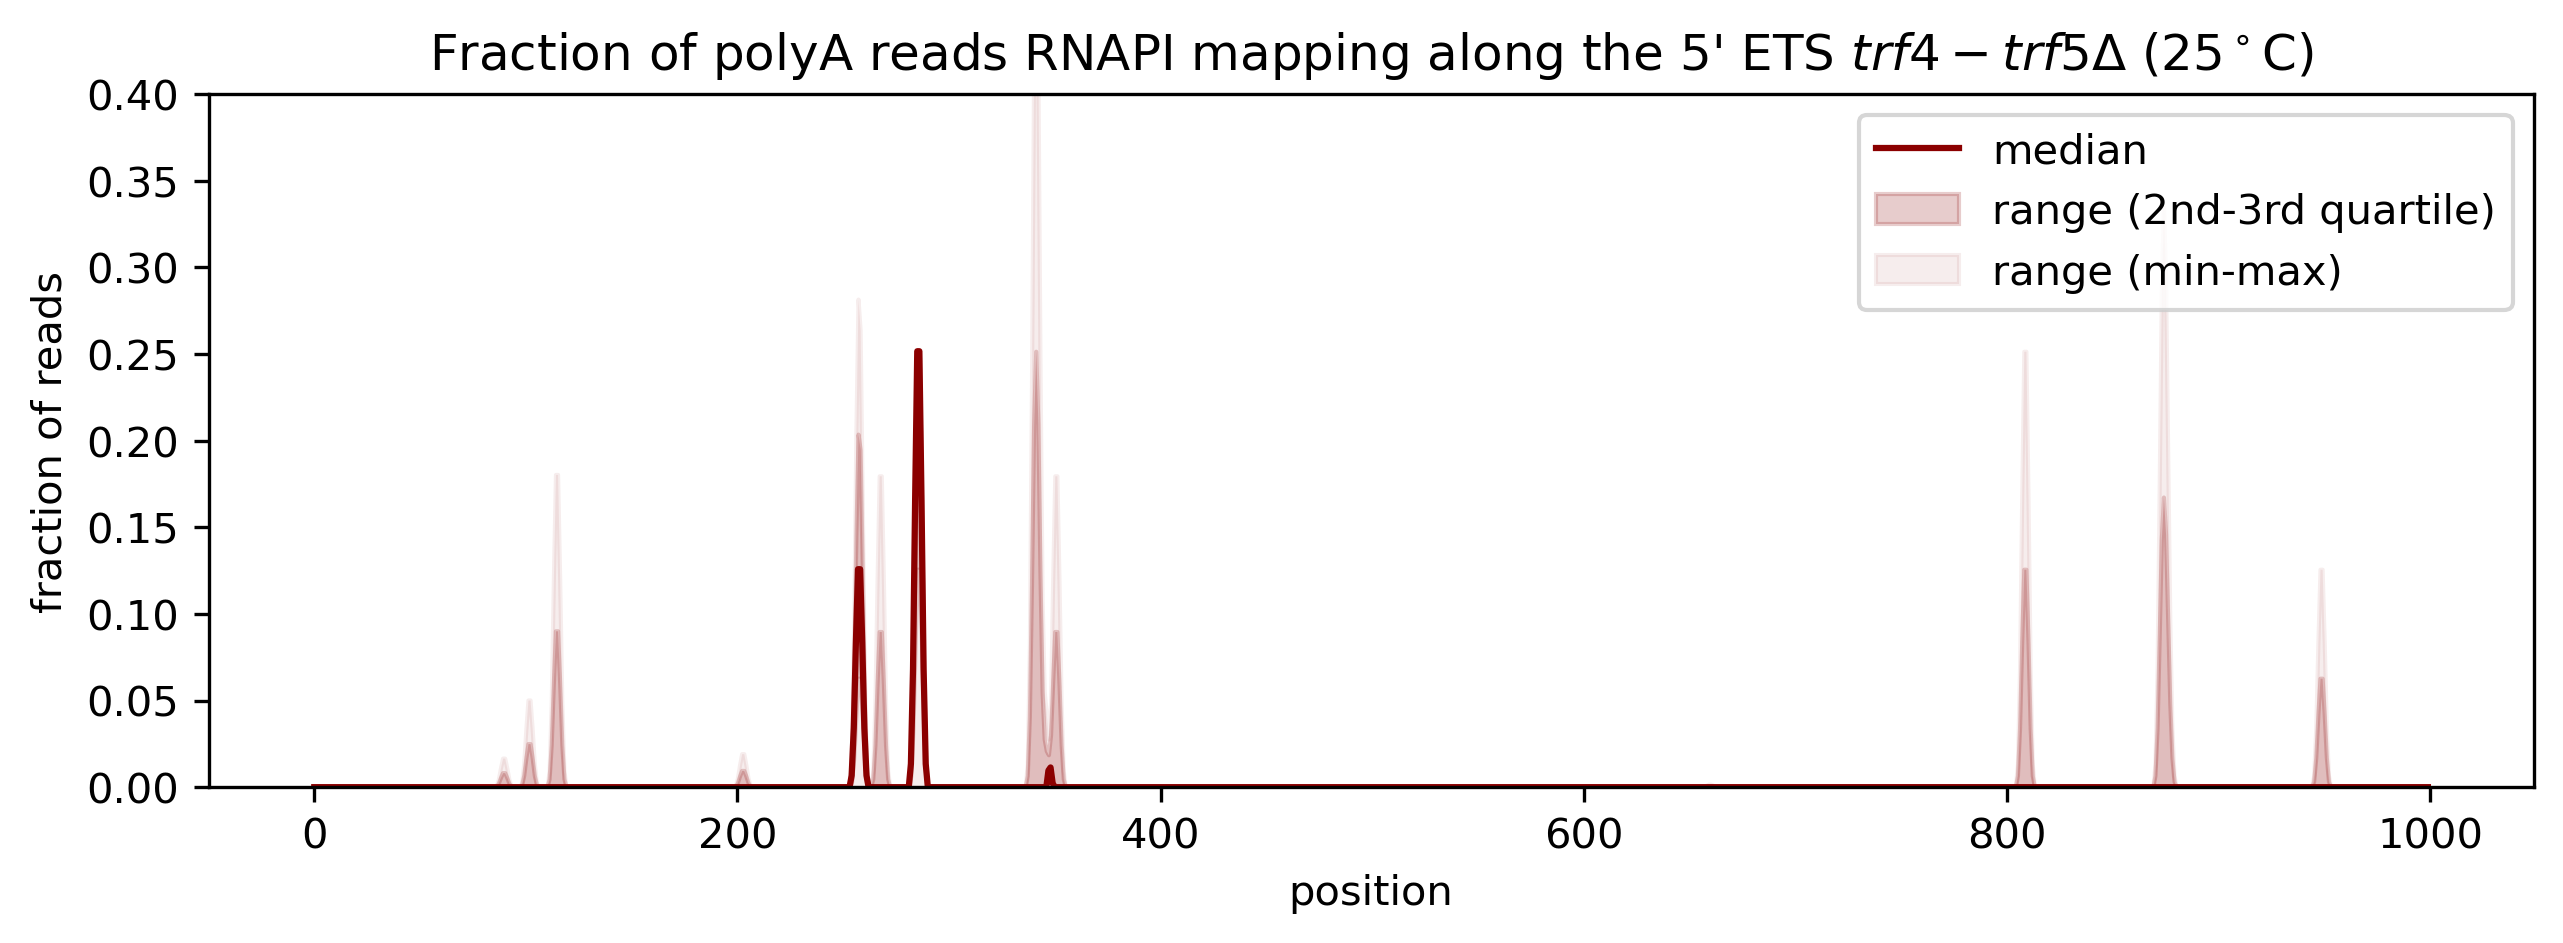 Fraction of polyA reads RNAPI mapping along the 5' ETS trf4 − trf5Δ (25°C)
0.40
0.35
0.30
0.25
0.20
0.15
0.10
0.05
0.00
fraction of reads
median
range (2nd-3rd quartile)
range (min-max)
0 200 400 600 800 1000
position